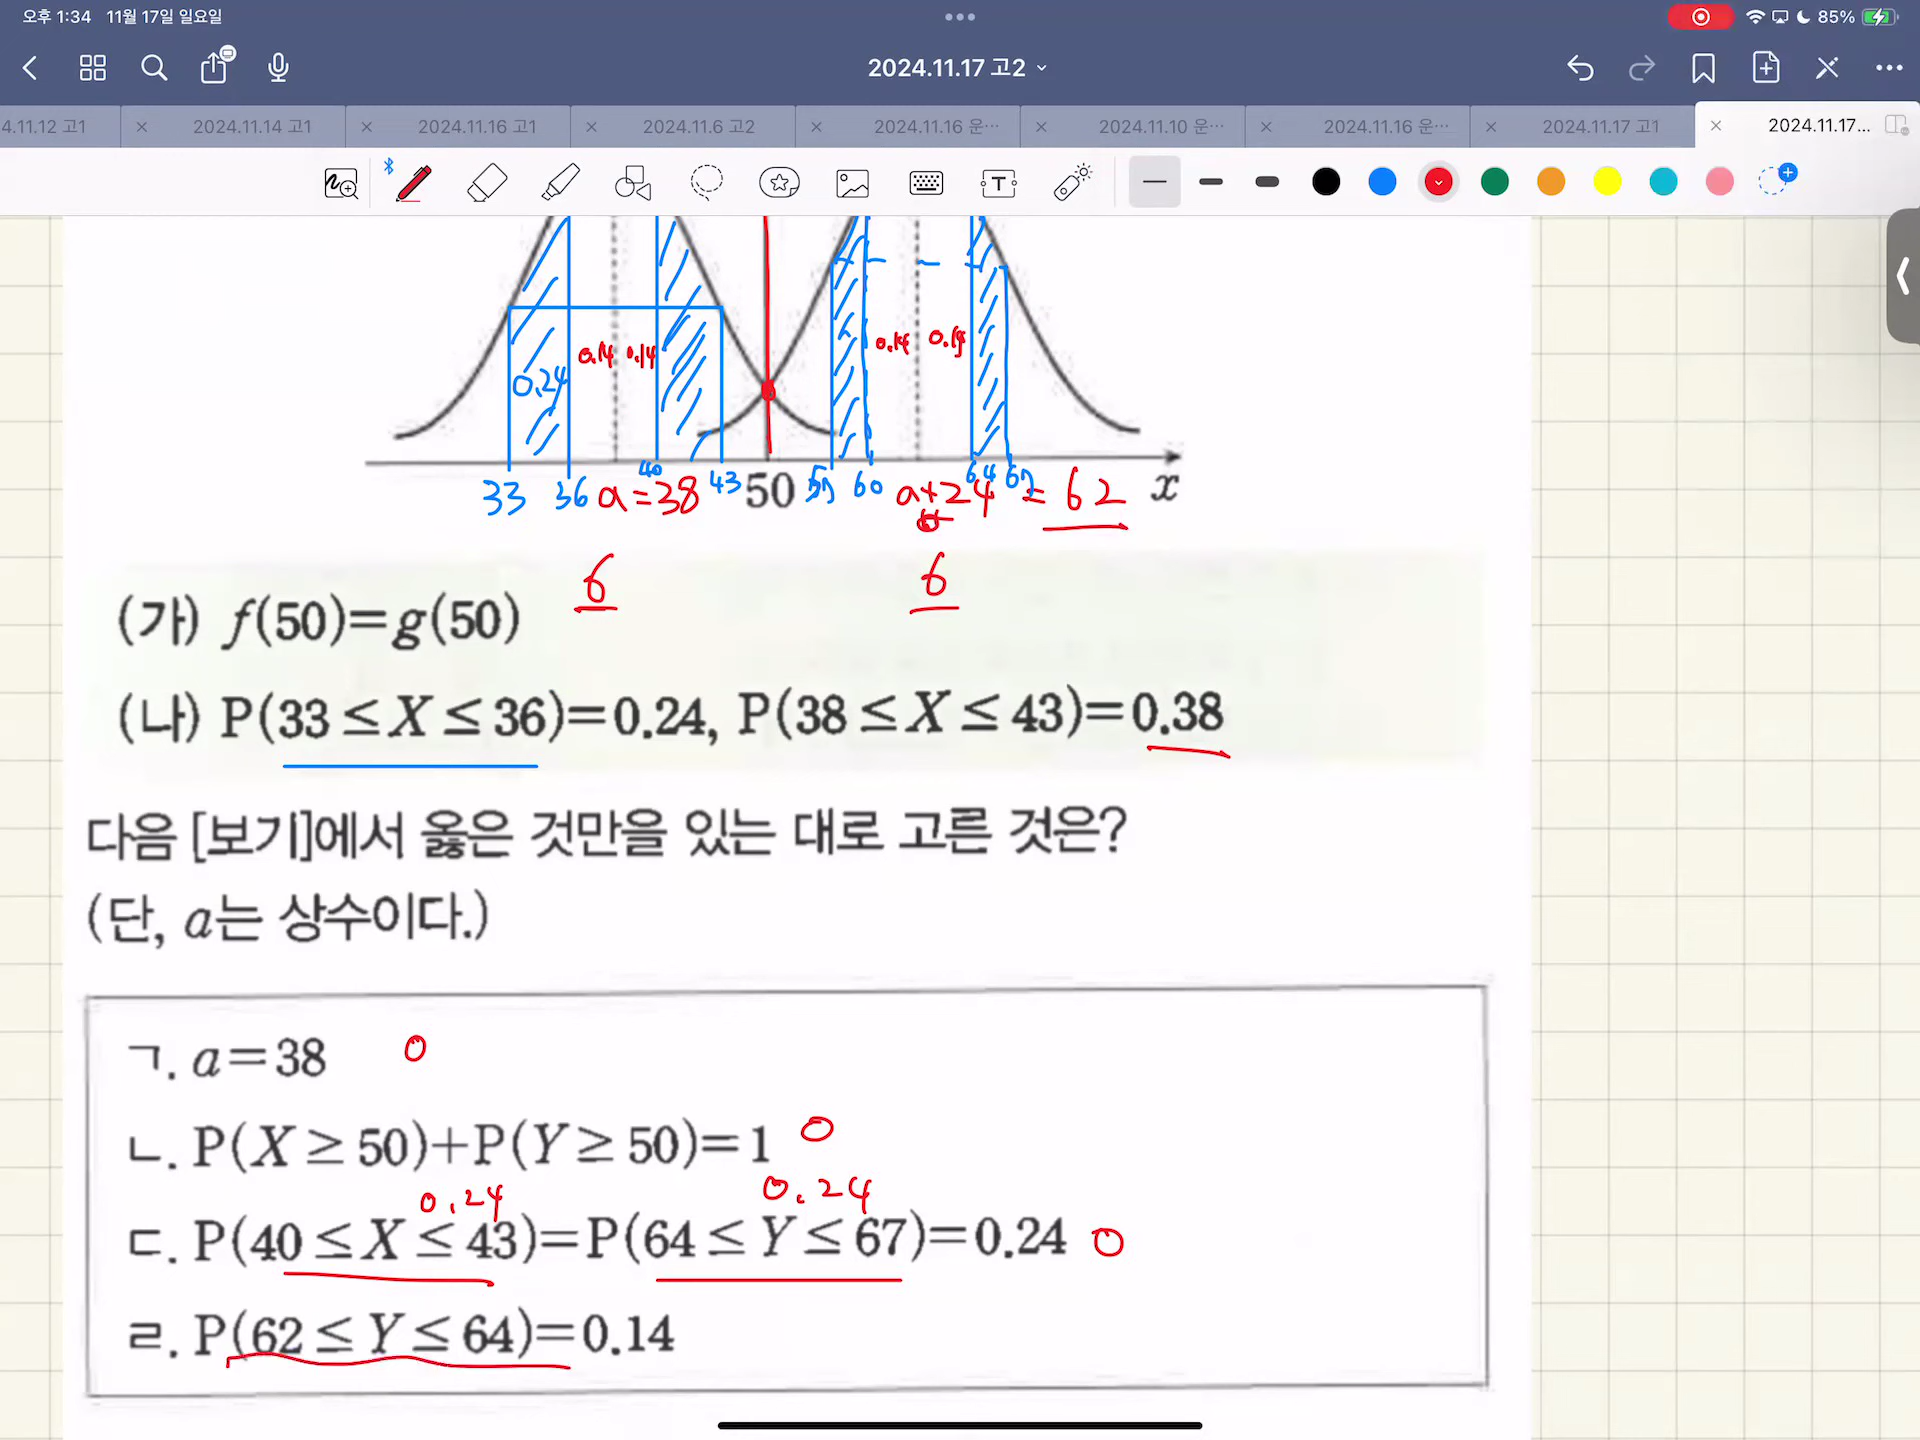 오후 1:34 11월 17일 일요일
85%
2024.11.17 고2
4.11.12 고1
2024.11.14 고1
2024.11.16 고1
2024.11.6 고2
2024.11.16 운…
2024.11.10 운…
2024.11.16 운…
2024.11.17 고1
2024.11.17...
T
0.24
0.14 0.14
0.14
33 36 a=38 40 43 50 60 a+24 = 62 x
64 67
6 6
(가) f(50)=g(50)
(나) P(33≤X≤36)=0.24, P(38≤X≤43)=0.38
다음 [보기]에서 옳은 것만을 있는 대로 고른 것은?
(단, a는 상수이다.)
ㄱ. a=38 O
ㄴ. P(X≥50)+P(Y≥50)=1 O
0.24 0.24
ㄷ. P(40≤X≤43)=P(64≤Y≤67)=0.24 O
ㄹ. P(62≤Y≤64)=0.14